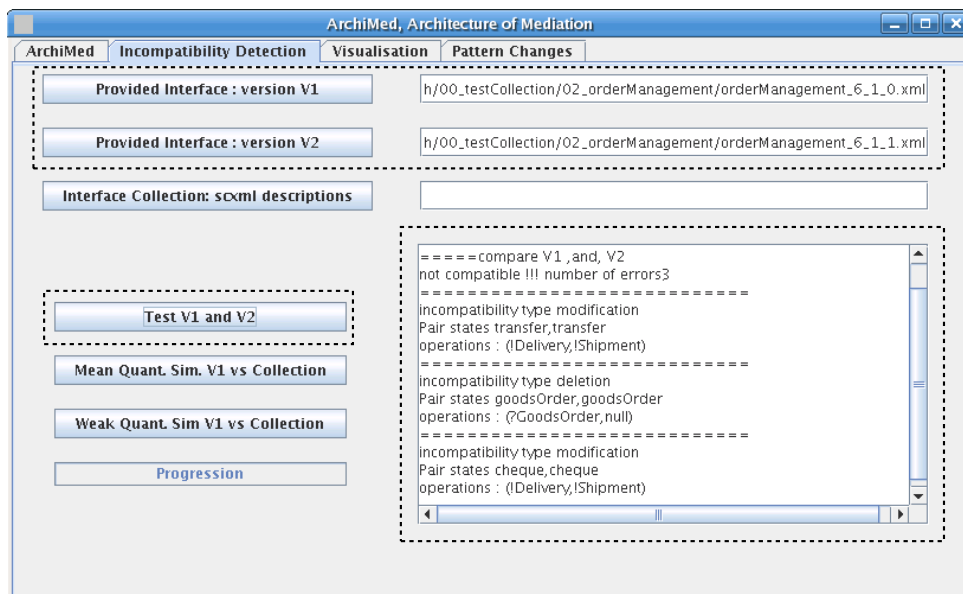 ArchiMed, Architecture of Mediation
ArchiMed Incompatibility Detection Visualisation Pattern Changes
Provided Interface : version V1 h/00_testCollection/02_orderManagement/orderManagement_6_1_0.xml
Provided Interface : version V2 h/00_testCollection/02_orderManagement/orderManagement_6_1_1.xml
Interface Collection: scxml descriptions
=====compare V1 ,and, V2
not compatible !!! number of errors3
============================
incompatibility type modification
Pair states transfer,transfer
operations : (!Delivery,!Shipment)
============================
incompatibility type deletion
Pair states goodsOrder,goodsOrder
operations : (?GoodsOrder,null)
============================
incompatibility type modification
Pair states cheque,cheque
operations : (!Delivery,!Shipment)
Test V1 and V2
Mean Quant. Sim. V1 vs Collection
Weak Quant. Sim V1 vs Collection
Progression